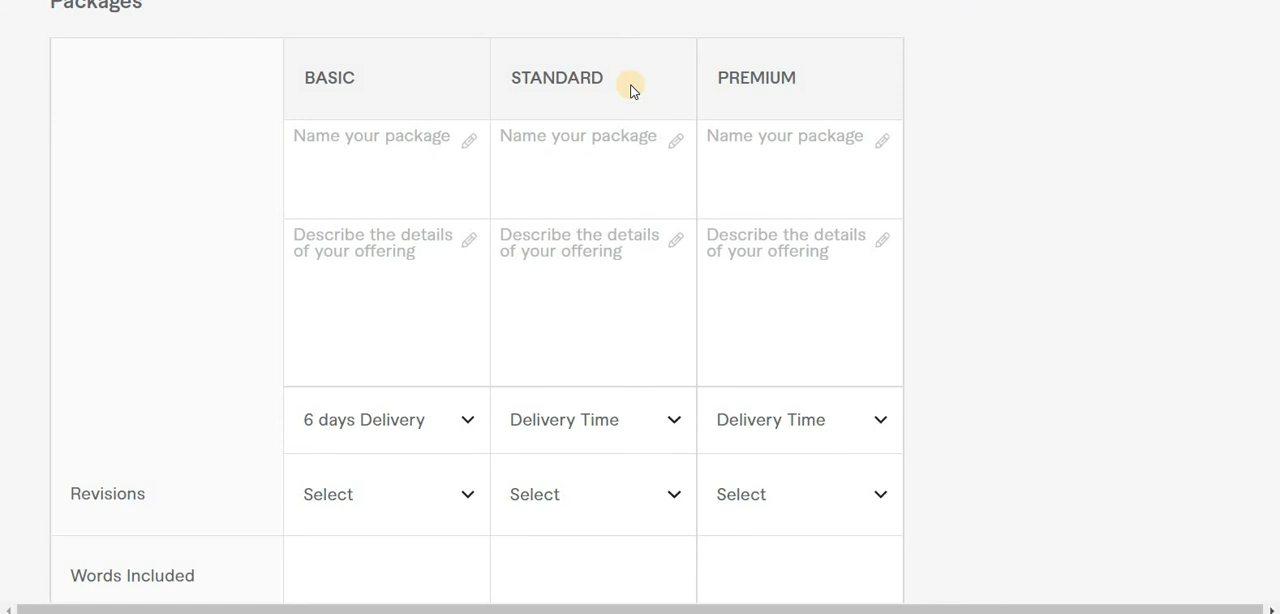 Packages
BASIC STANDARD PREMIUM
Name your package Name your package Name your package
Describe the details Describe the details Describe the details
of your offering of your offering of your offering
6 days Delivery Delivery Time Delivery Time
Revisions Select Select Select
Words Included